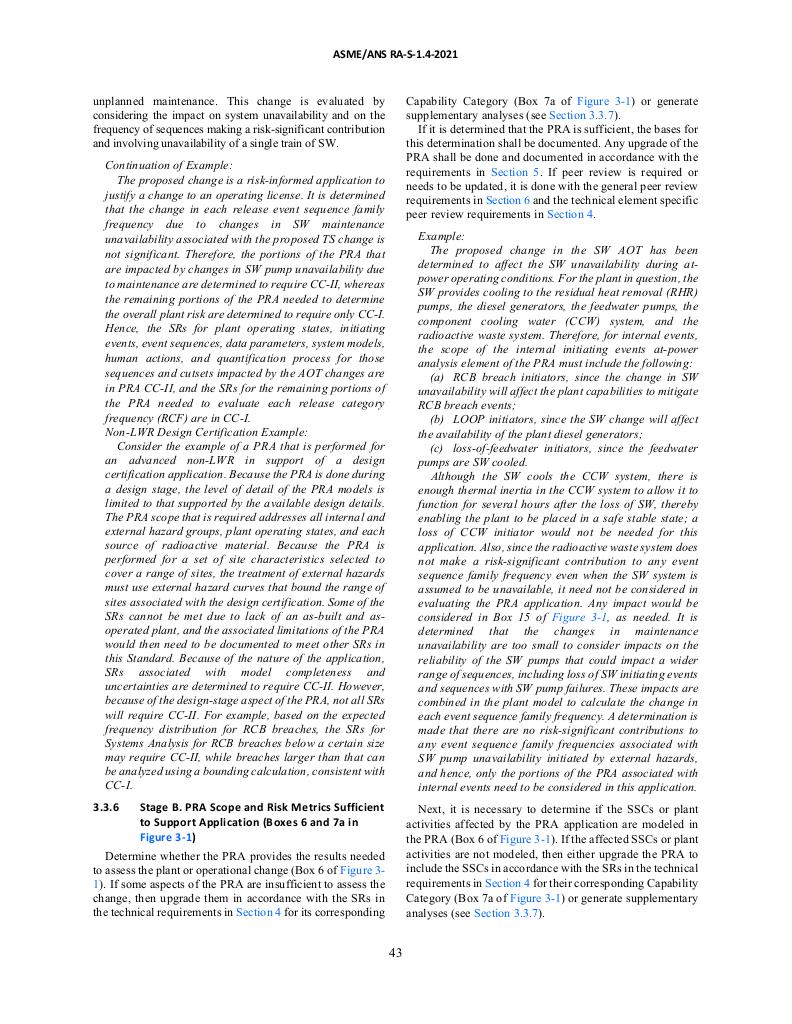 ASME/ANS RA-S-1.4-2021
unplanned maintenance. This change is evaluated by
considering the impact on system unavailability and on the
frequency of sequences making a risk-significant contribution
and involving unavailability of a single train of SW.
Continuation of Example:
The proposed change is a risk-informed application to
justify a change to an operating license. It is determined
that the change in each release event sequence family
frequency due to changes in SW maintenance
unavailability associated with the proposed TS change is
not significant. Therefore, the portions of the PRA that
are impacted by changes in SW pump unavailability due
to maintenance are determined to require CC-II, whereas
the remaining portions of the PRA needed to determine
the overall plant risk are determined to require only CC-I.
Hence, the SRs for plant operating states, initiating
events, event sequences, data parameters, system models,
human actions, and quantification process for those
sequences and cutsets impacted by the AOT changes are
in PRA CC-II, and the SRs for the remaining portions of
the PRA needed to evaluate each release category
frequency (RCF) are in CC-I.
Non-LWR Design Certification Example:
Consider the example of a PRA that is performed for
an advanced non-LWR in support of a design
certification application. Because the PRA is done during
a design stage, the level of detail of the PRA models is
limited to that supported by the available design details.
The PRA scope that is required addresses all internal and
external hazard groups, plant operating states, and each
source of radioactive material. Because the PRA is
performed for a set of site characteristics selected to
cover a range of sites, the treatment of external hazards
must use external hazard curves that bound the range of
sites associated with the design certification. Some of the
SRs cannot be met due to lack of an as-built and as-
operated plant, and the associated limitations of the PRA
would then need to be documented to meet other SRs in
this Standard. Because of the nature of the application,
SRs associated with model completeness and
uncertainties are determined to require CC-II. However,
because of the design-stage aspect of the PRA, not all SRs
will require CC-II. For example, based on the expected
frequency distribution for RCB breaches, the SRs for
Systems Analysis for RCB breaches below a certain size
may require CC-II, while breaches larger than that can
be analyzed using a bounding calculation, consistent with
CC-I.
3.3.6 Stage B. PRA Scope and Risk Metrics Sufficient
to Support Application (Boxes 6 and 7a in
Figure 3-1)
Determine whether the PRA provides the results needed
to assess the plant or operational change (Box 6 of Figure 3-
1). If some aspects of the PRA are insufficient to assess the
change, then upgrade them in accordance with the SRs in
the technical requirements in Section 4 for its corresponding
Capability Category (Box 7a of Figure 3-1) or generate
supplementary analyses (see Section 3.3.7).
If it is determined that the PRA is sufficient, the bases for
this determination shall be documented. Any upgrade of the
PRA shall be done and documented in accordance with the
requirements in Section 5. If peer review is required or
needs to be updated, it is done with the general peer review
requirements in Section 6 and the technical element specific
peer review requirements in Section 4.
Example:
The proposed change in the SW AOT has been
determined to affect the SW unavailability during at-
power operating conditions. For the plant in question, the
SW provides cooling to the residual heat removal (RHR)
pumps, the diesel generators, the feedwater pumps, the
component cooling water (CCW) system, and the
radioactive waste system. Therefore, for internal events,
the scope of the internal initiating events at-power
analysis element of the PRA must include the following:
(a) RCB breach initiators, since the change in SW
unavailability will affect the plant capabilities to mitigate
RCB breach events;
(b) LOOP initiators, since the SW change will affect
the availability of the plant diesel generators;
(c) loss-of-feedwater initiators, since the feedwater
pumps are SW cooled.
Although the SW cools the CCW system, there is
enough thermal inertia in the CCW system to allow it to
function for several hours after the loss of SW, thereby
enabling the plant to be placed in a safe stable state; a
loss of CCW initiator would not be needed for this
application. Also, since the radioactive waste system does
not make a risk-significant contribution to any event
sequence family frequency even when the SW system is
assumed to be unavailable, it need not be considered in
evaluating the PRA application. Any impact would be
considered in Box 15 of Figure 3-1, as needed. It is
determined that the changes in maintenance
unavailability are too small to consider impacts on the
reliability of the SW pumps that could impact a wider
range of sequences, including loss of SW initiating events
and sequences with SW pump failures. These impacts are
combined in the plant model to calculate the change in
each event sequence family frequency. A determination is
made that there are no risk-significant contributions to
any event sequence family frequencies associated with
SW pump unavailability initiated by external hazards,
and hence, only the portions of the PRA associated with
internal events need to be considered in this application.
Next, it is necessary to determine if the SSCs or plant
activities affected by the PRA application are modeled in
the PRA (Box 6 of Figure 3-1). If the affected SSCs or plant
activities are not modeled, then either upgrade the PRA to
include the SSCs in accordance with the SRs in the technical
requirements in Section 4 for their corresponding Capability
Category (Box 7a of Figure 3-1) or generate supplementary
analyses (see Section 3.3.7).
43